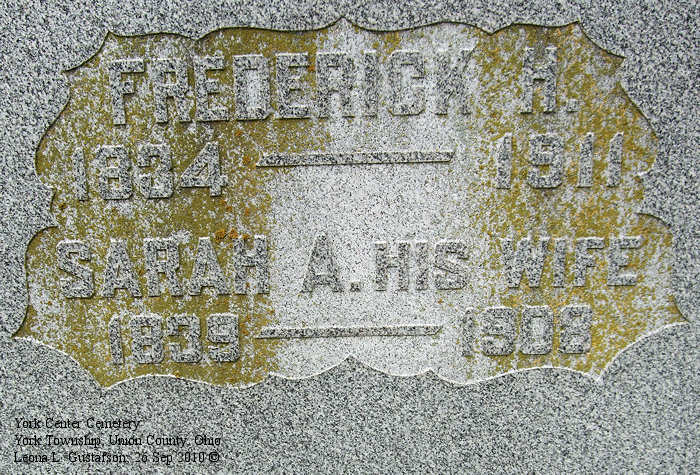 FREDERICK H.
1834 — 1911
SARAH A. HIS WIFE
1839 — 1908
York Center Cemetery
York Township, Union County, Ohio
Leona L. Gustafson, 26 Sep 2010 ©